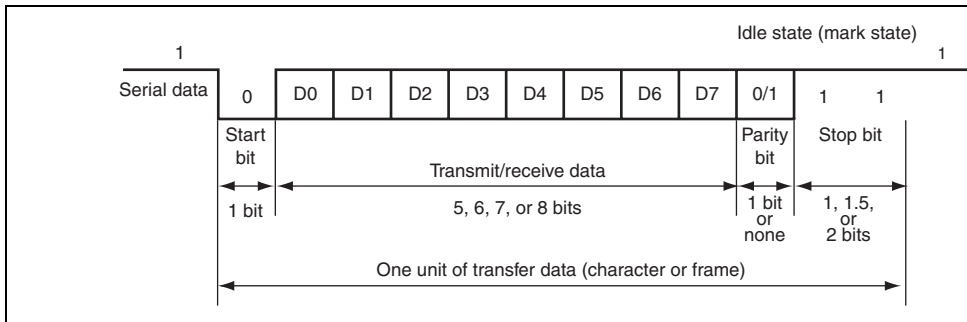 Idle state (mark state)
1
1
Serial data
0
D0
D1
D2
D3
D4
D5
D6
D7
0/1
1
1
Start
bit
Parity
bit
Stop bit
Transmit/receive data
1 bit
5, 6, 7, or 8 bits
1 bit
or
none
1, 1.5,
or
2 bits
One unit of transfer data (character or frame)